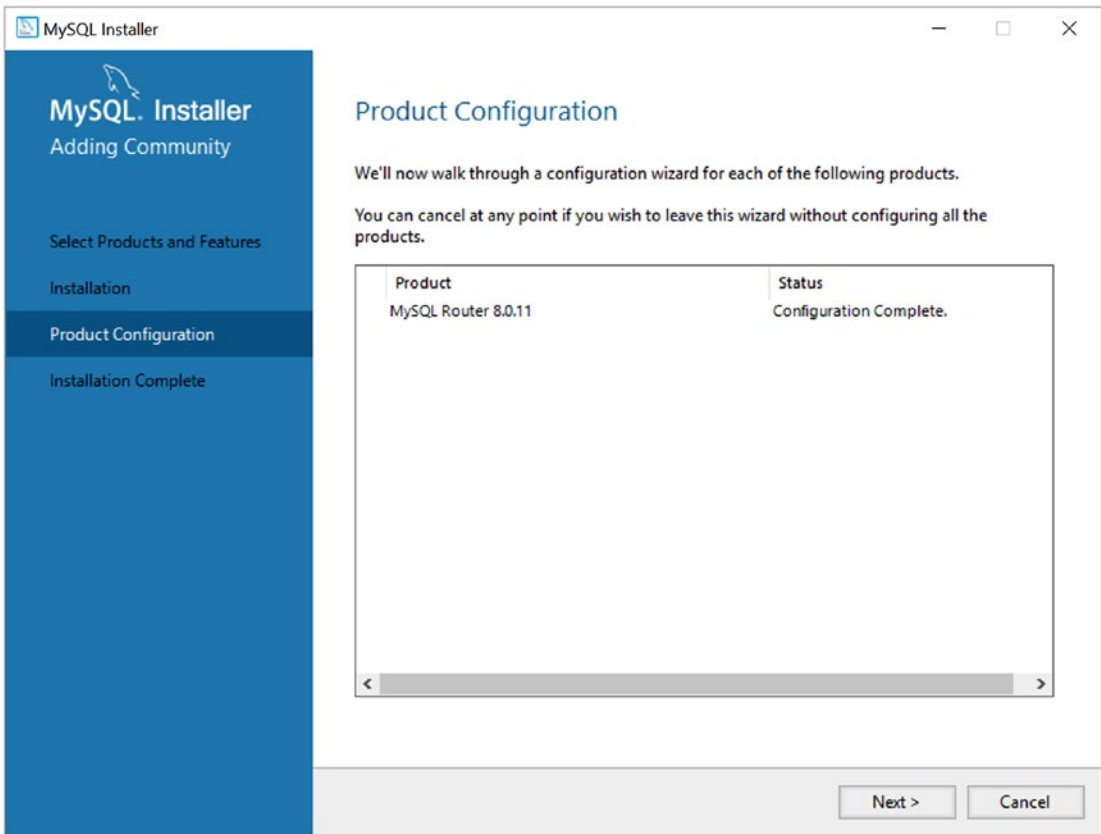 MySQL Installer
MySQL. Installer
Adding Community
Select Products and Features
Installation
Product Configuration
Installation Complete
Product Configuration
We'll now walk through a configuration wizard for each of the following products.
You can cancel at any point if you wish to leave this wizard without configuring all the
products.
Product Status
MySQL Router 8.0.11 Configuration Complete.
Next >
Cancel